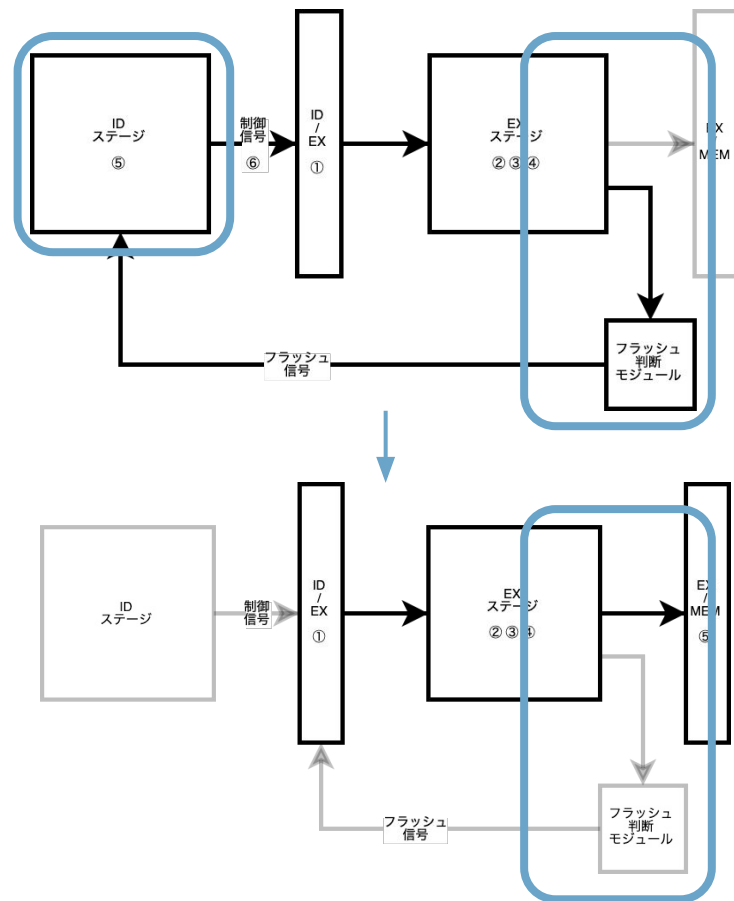 ID
ステージ
⑤
制御
信号
⑥
ID
/
EX
①
EX
ステージ
②③④
EX
/
MEM
フラッシュ
判断
モジュール
フラッシュ
信号
ID
ステージ
制御
信号
ID
/
EX
①
EX
ステージ
②③④
EX
/
MEM
⑤
フラッシュ
判断
モジュール
フラッシュ
信号